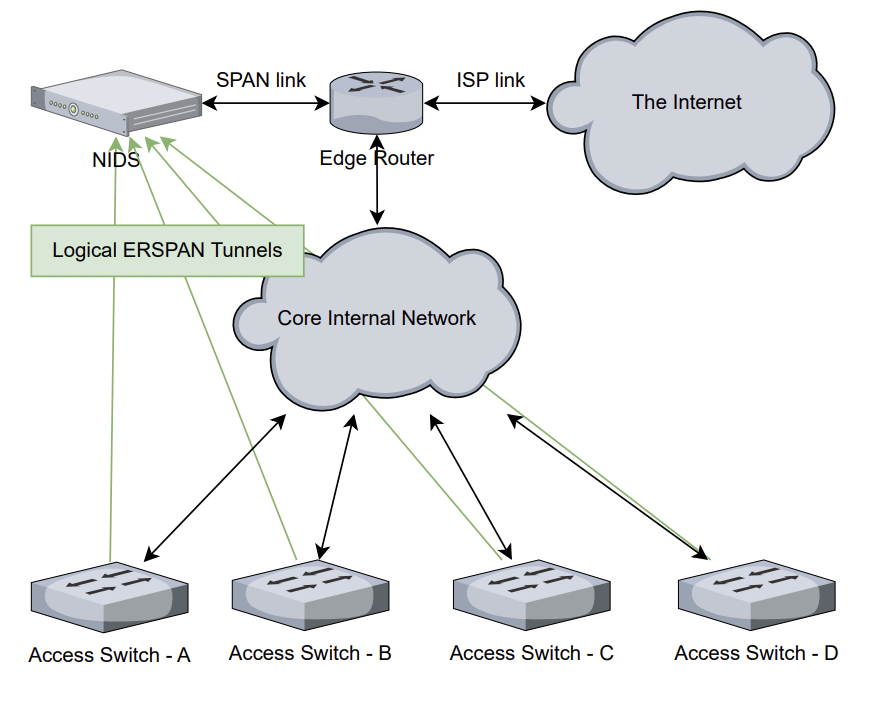 SPAN link
ISP link
The Internet
NIDS
Edge Router
Logical ERSPAN Tunnels
Core Internal Network
Access Switch - A
Access Switch - B
Access Switch - C
Access Switch - D